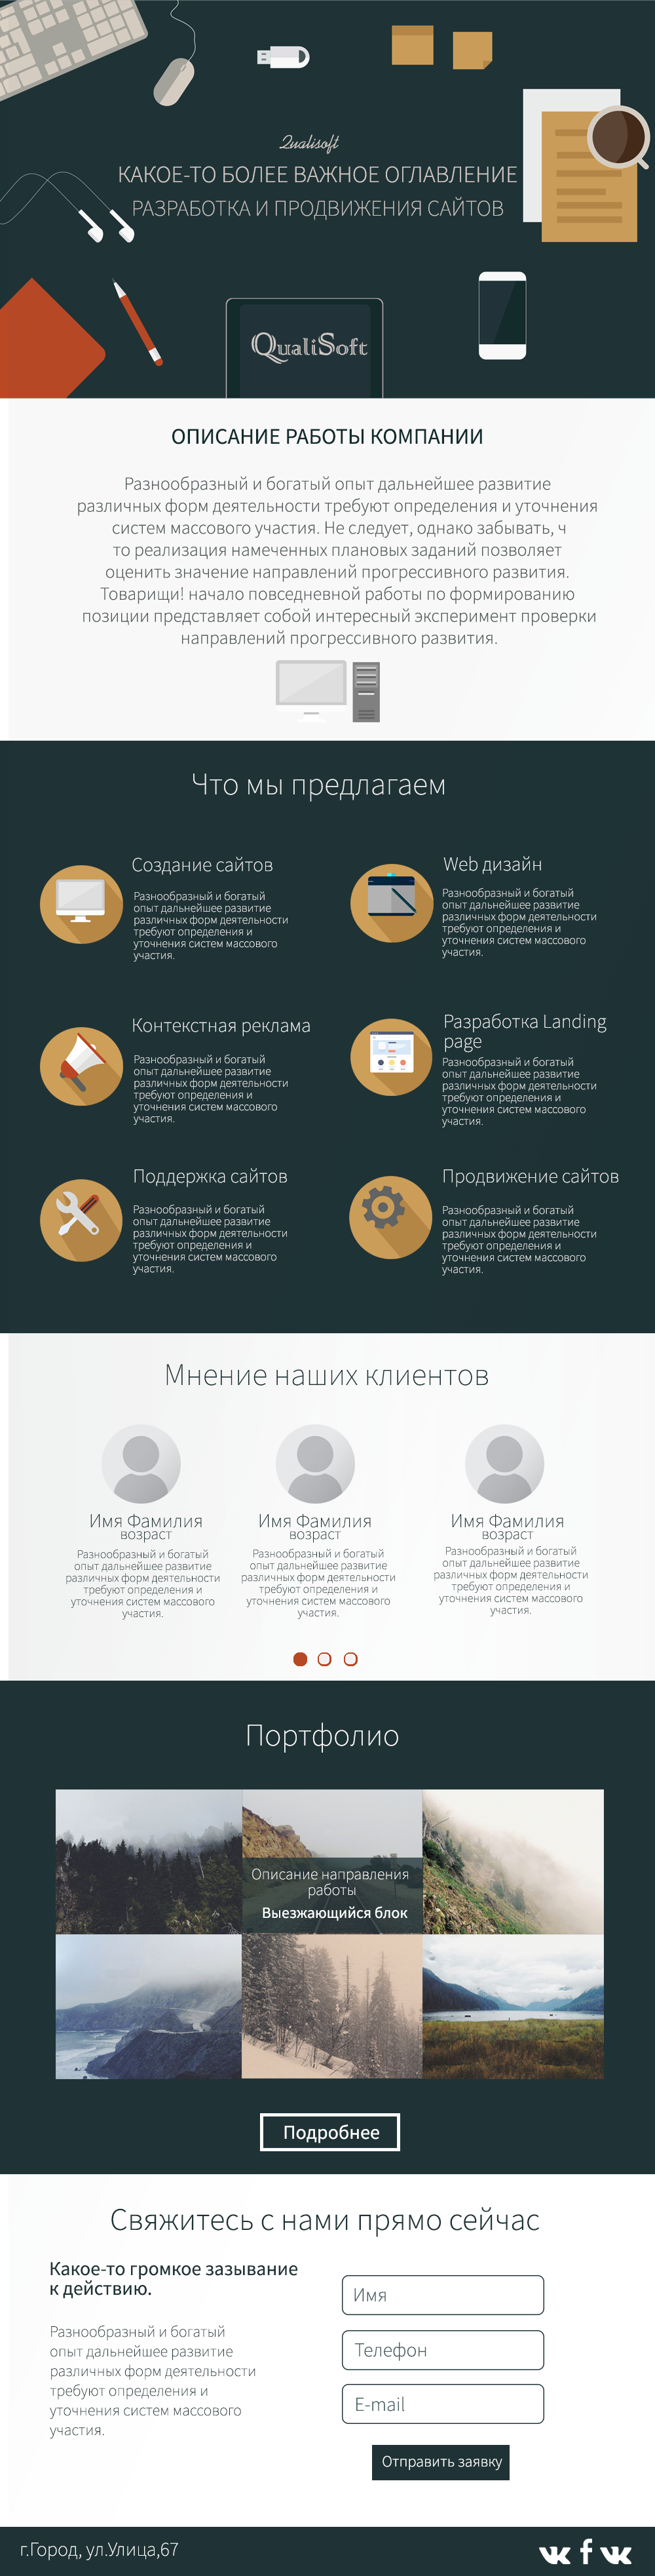 Qualisoft
КАКОЕ-ТО БОЛЕЕ ВАЖНОЕ ОГЛАВЛЕНИЕ
РАЗРАБОТКА И ПРОДВИЖЕНИЯ САЙТОВ
QualiSoft
ОПИСАНИЕ РАБОТЫ КОМПАНИИ
Разнообразный и богатый опыт дальнейшее развитие
различных форм деятельности требуют определения и уточнения
систем массового участия. Не следует, однако забывать, ч
то реализация намеченных плановых заданий позволяет
оценить значение направлений прогрессивного развития.
Товарищи! начало повседневной работы по формированию
позиции представляет собой интересный эксперимент проверки
направлений прогрессивного развития.
Что мы предлагаем
Создание сайтов
Разнообразный и богатый
опыт дальнейшее развитие
различных форм деятельности
требуют определения и
уточнения систем массового
участия.
Web дизайн
Разнообразный и богатый
опыт дальнейшее развитие
различных форм деятельности
требуют определения и
уточнения систем массового
участия.
Контекстная реклама
Разнообразный и богатый
опыт дальнейшее развитие
различных форм деятельности
требуют определения и
уточнения систем массового
участия.
Разработка Landing
page
Разнообразный и богатый
опыт дальнейшее развитие
различных форм деятельности
требуют определения и
уточнения систем массового
участия.
Поддержка сайтов
Разнообразный и богатый
опыт дальнейшее развитие
различных форм деятельности
требуют определения и
уточнения систем массового
участия.
Продвижение сайтов
Разнообразный и богатый
опыт дальнейшее развитие
различных форм деятельности
требуют определения и
уточнения систем массового
участия.
Мнение наших клиентов
Имя Фамилия
возраст
Разнообразный и богатый
опыт дальнейшее развитие
различных форм деятельности
требуют определения и
уточнения систем массового
участия.
Имя Фамилия
возраст
Разнообразный и богатый
опыт дальнейшее развитие
различных форм деятельности
требуют определения и
уточнения систем массового
участия.
Имя Фамилия
возраст
Разнообразный и богатый
опыт дальнейшее развитие
различных форм деятельности
требуют определения и
уточнения систем массового
участия.
Портфолио
Описание направления
работы
Выезжающийся блок
Подробнее
Свяжитесь с нами прямо сейчас
Какое-то громкое зазывание
к действию.
Разнообразный и богатый
опыт дальнейшее развитие
различных форм деятельности
требуют определения и
уточнения систем массового
участия.
Имя
Телефон
E-mail
Отправить заявку
г.Город, ул.Улица,67